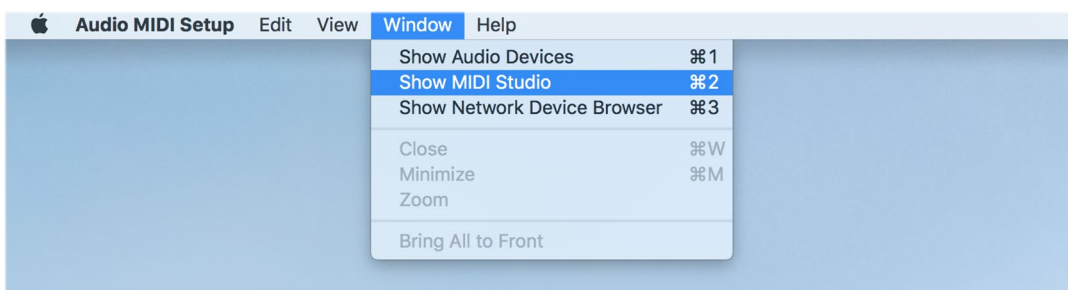 Audio MIDI Setup Edit View Window Help
Show Audio Devices ⌘1
Show MIDI Studio ⌘2
Show Network Device Browser ⌘3
Close ⌘W
Minimize ⌘M
Zoom
Bring All to Front